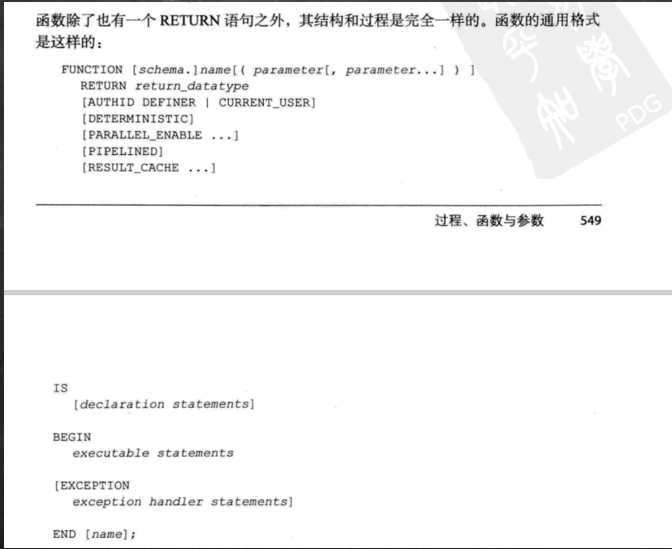 函数除了也有一个 RETURN 语句之外，其结构和过程是完全一样的。函数的通用格式
是这样的：
FUNCTION [schema.]name[( parameter[, parameter...] ) ]
RETURN return_datatype
[AUTHID DEFINER | CURRENT_USER]
[DETERMINISTIC]
[PARALLEL_ENABLE ...]
[PIPELINED]
[RESULT_CACHE ...]
PDG
过程、函数与参数 549
IS
[declaration statements]
BEGIN
executable statements
[EXCEPTION
exception handler statements]
END [name];